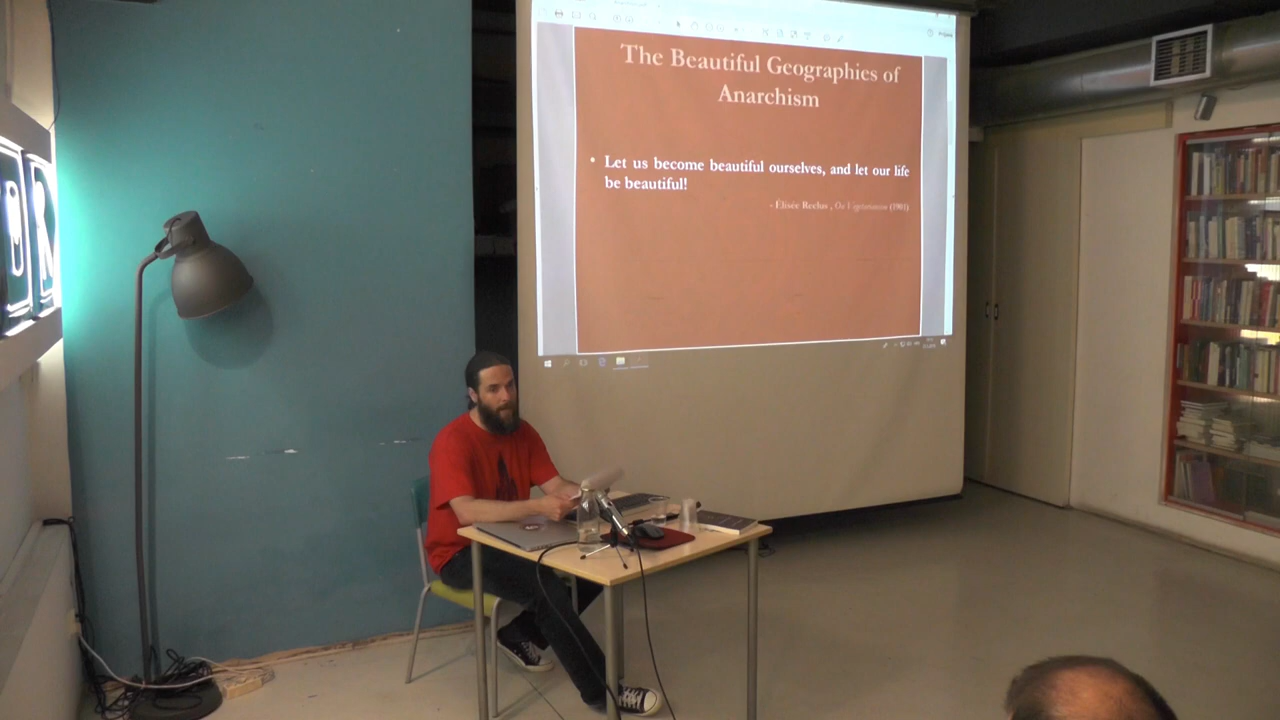 The Beautiful Geographies of
Anarchism
• Let us become beautiful ourselves, and let our life
be beautiful!
- Élisée Reclus , On Vegetarianism (1901)